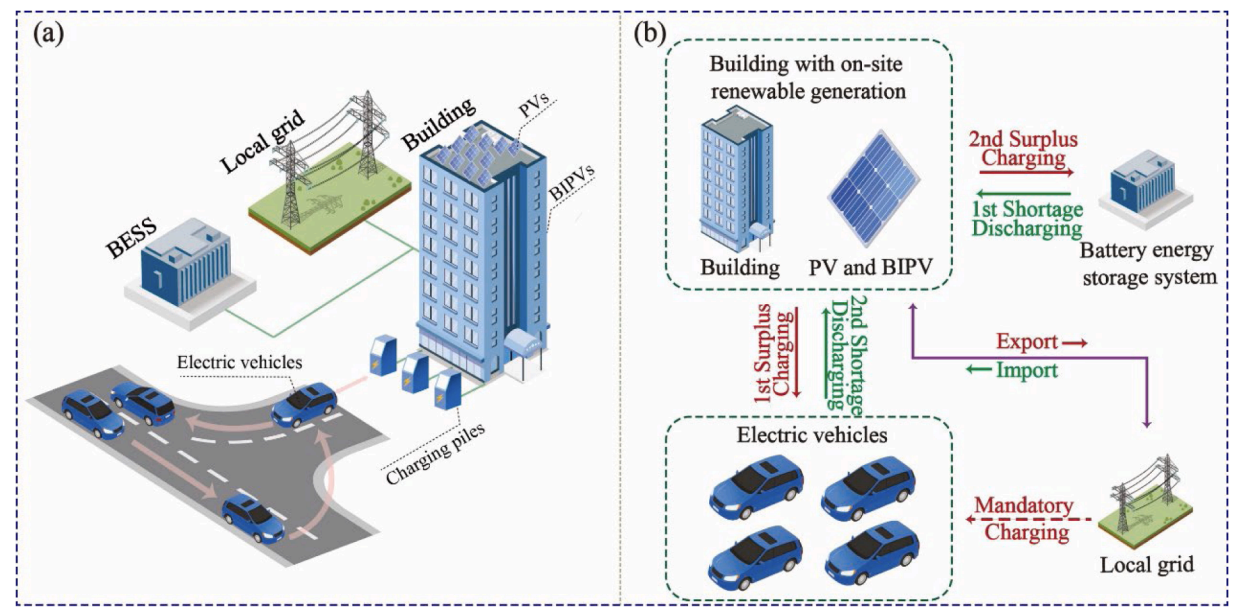 (a)
PVs
Building
Local grid
BIPVs
BESS
Electric vehicles
Charging piles
(b)
Building with on-site
renewable generation
Building
PV and BIPV
2nd Surplus
Charging
1st Shortage
Discharging
Battery energy
storage system
1st Surplus
Charging
2nd Shortage
Discharging
Export
Import
Electric vehicles
Mandatory
Charging
Local grid